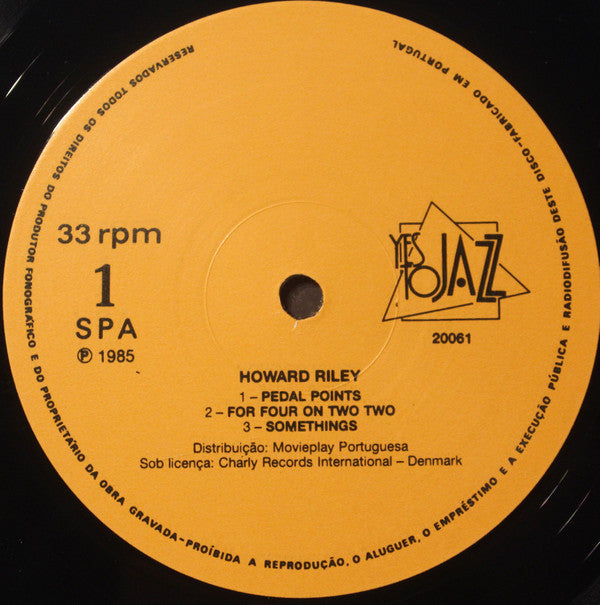 RESERVADOS TODOS OS DIREITOS DO PRODUTOR FONOGRÁFICO E DO PROPRIETÁRIO DA OBRA GRAVADA-PROÍBIDA A REPRODUÇÃO, O ALUGUER, O EMPRÉSTIMO E A EXECUÇÃO PÚBLICA E RADIODIFUSÃO DESTE DISCO-FABRICADO EM PORTUGAL
33 rpm
1
SPA
℗ 1985
YES
TO JAZZ
20061
HOWARD RILEY
1 – PEDAL POINTS
2 – FOR FOUR ON TWO TWO
3 – SOMETHINGS
Distribuição: Movieplay Portuguesa
Sob licença: Charly Records International – Denmark